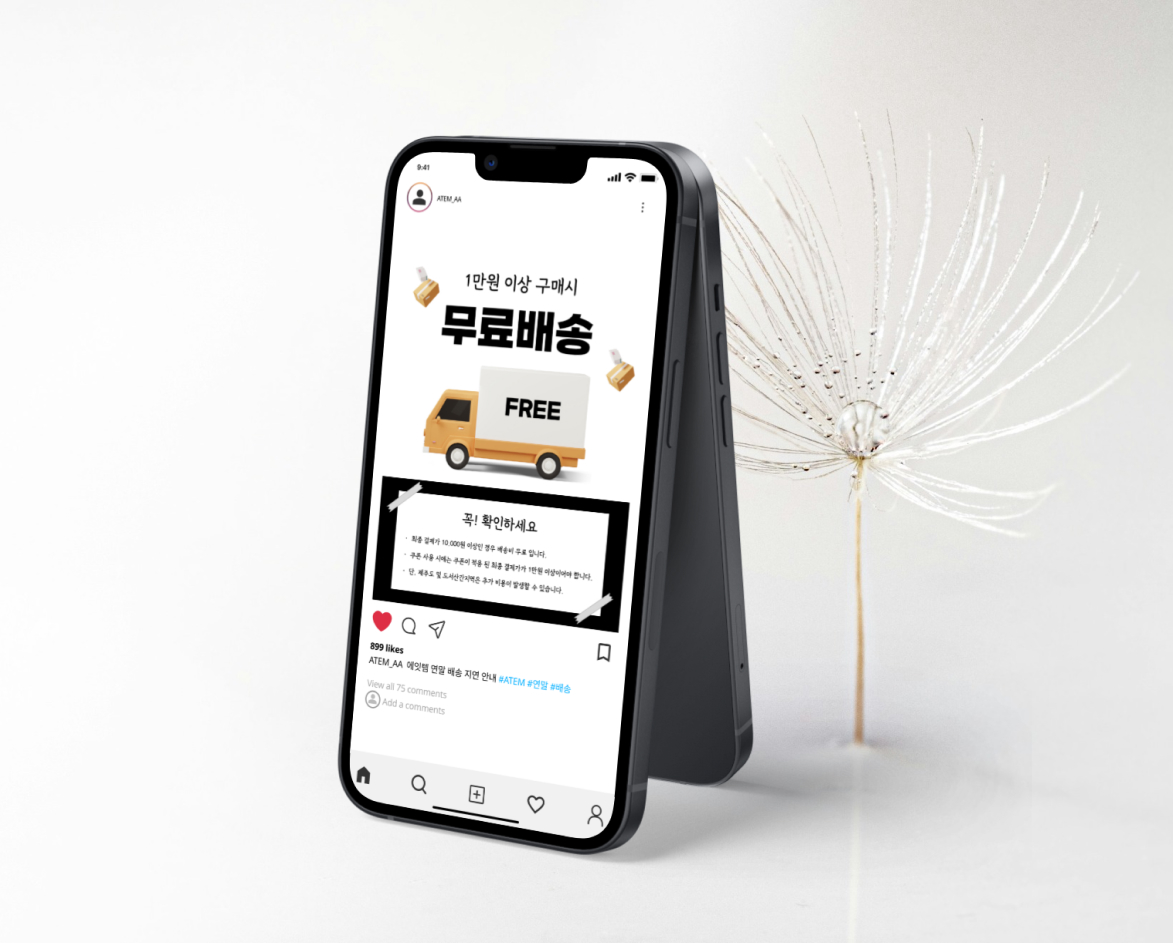 9:41
ATEM_AA
1만원 이상 구매시
무료배송
FREE
꼭! 확인하세요
· 최종 결제가 10,000원 이상인 경우 배송비 무료 입니다.
· 쿠폰 사용 시에는 쿠폰이 적용 된 최종 결제가가 1만원 이상이어야 합니다.
· 단, 제주도 및 도서산간지역은 추가 비용이 발생할 수 있습니다.
899 likes
ATEM_AA 에잇템 연말 배송 지연 안내 #ATEM #연말 #배송
View all 75 comments
Add a comments